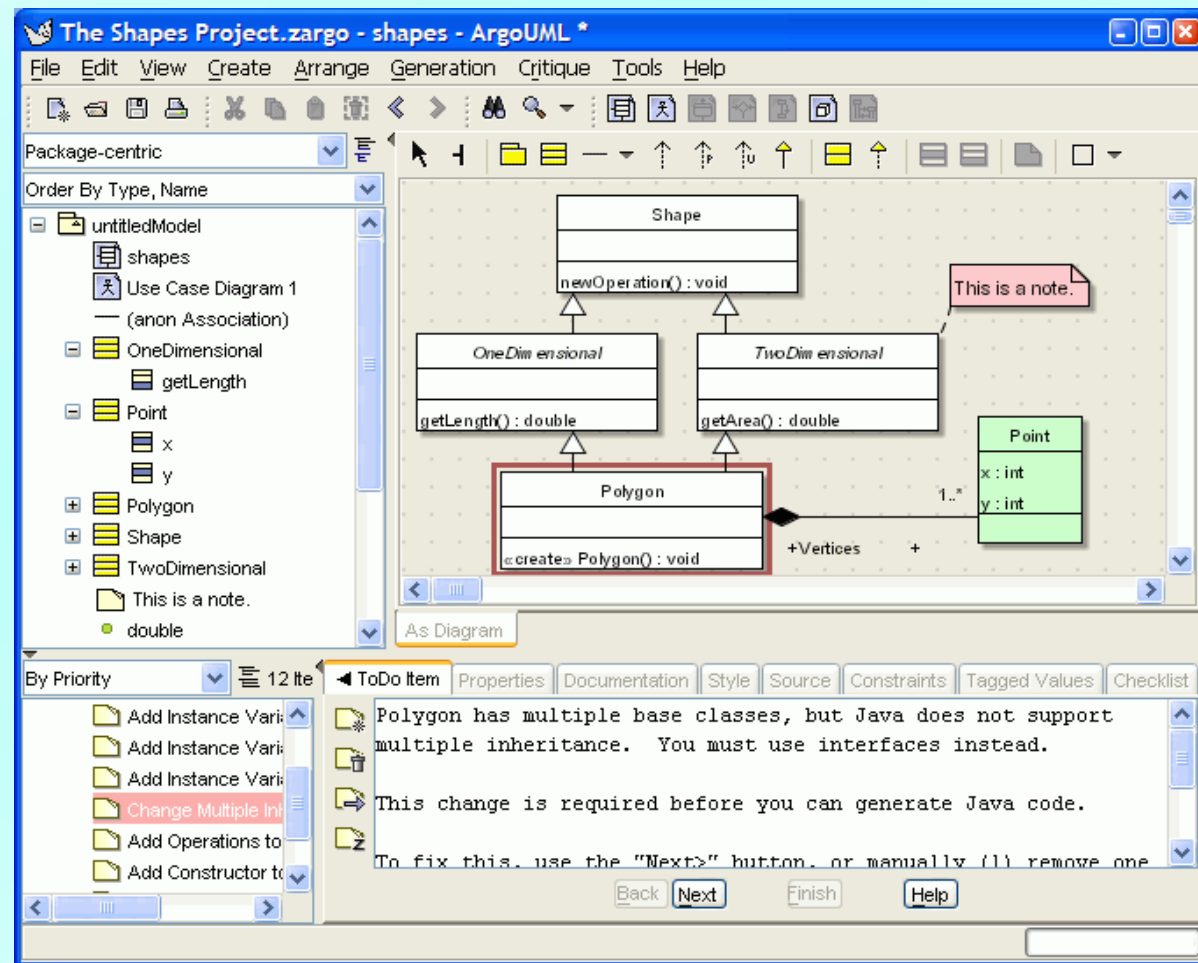 The Shapes Project.zargo - shapes - ArgoUML *
File Edit View Create Arrange Generation Critique Tools Help
Package-centric
Order By Type, Name
untitledModel
shapes
Use Case Diagram 1
(anon Association)
OneDimensional
getLength
Point
x
y
Polygon
Shape
TwoDimensional
This is a note.
double
Shape
newOperation() : void
This is a note.
OneDimensional
TwoDimensional
getLength() : double
getArea() : double
Point
x : int
y : int
Polygon
1..*
«create» Polygon() : void
+Vertices +
As Diagram
By Priority
12 Ite
ToDo Item Properties Documentation Style Source Constraints Tagged Values Checklist
Add Instance Vari
Add Instance Vari
Add Instance Vari
Change Multiple Inh
Add Operations to
Add Constructor to
Polygon has multiple base classes, but Java does not support
multiple inheritance. You must use interfaces instead.
This change is required before you can generate Java code.
To fix this, use the "Next>" button, or manually (1) remove one
Back Next Finish Help